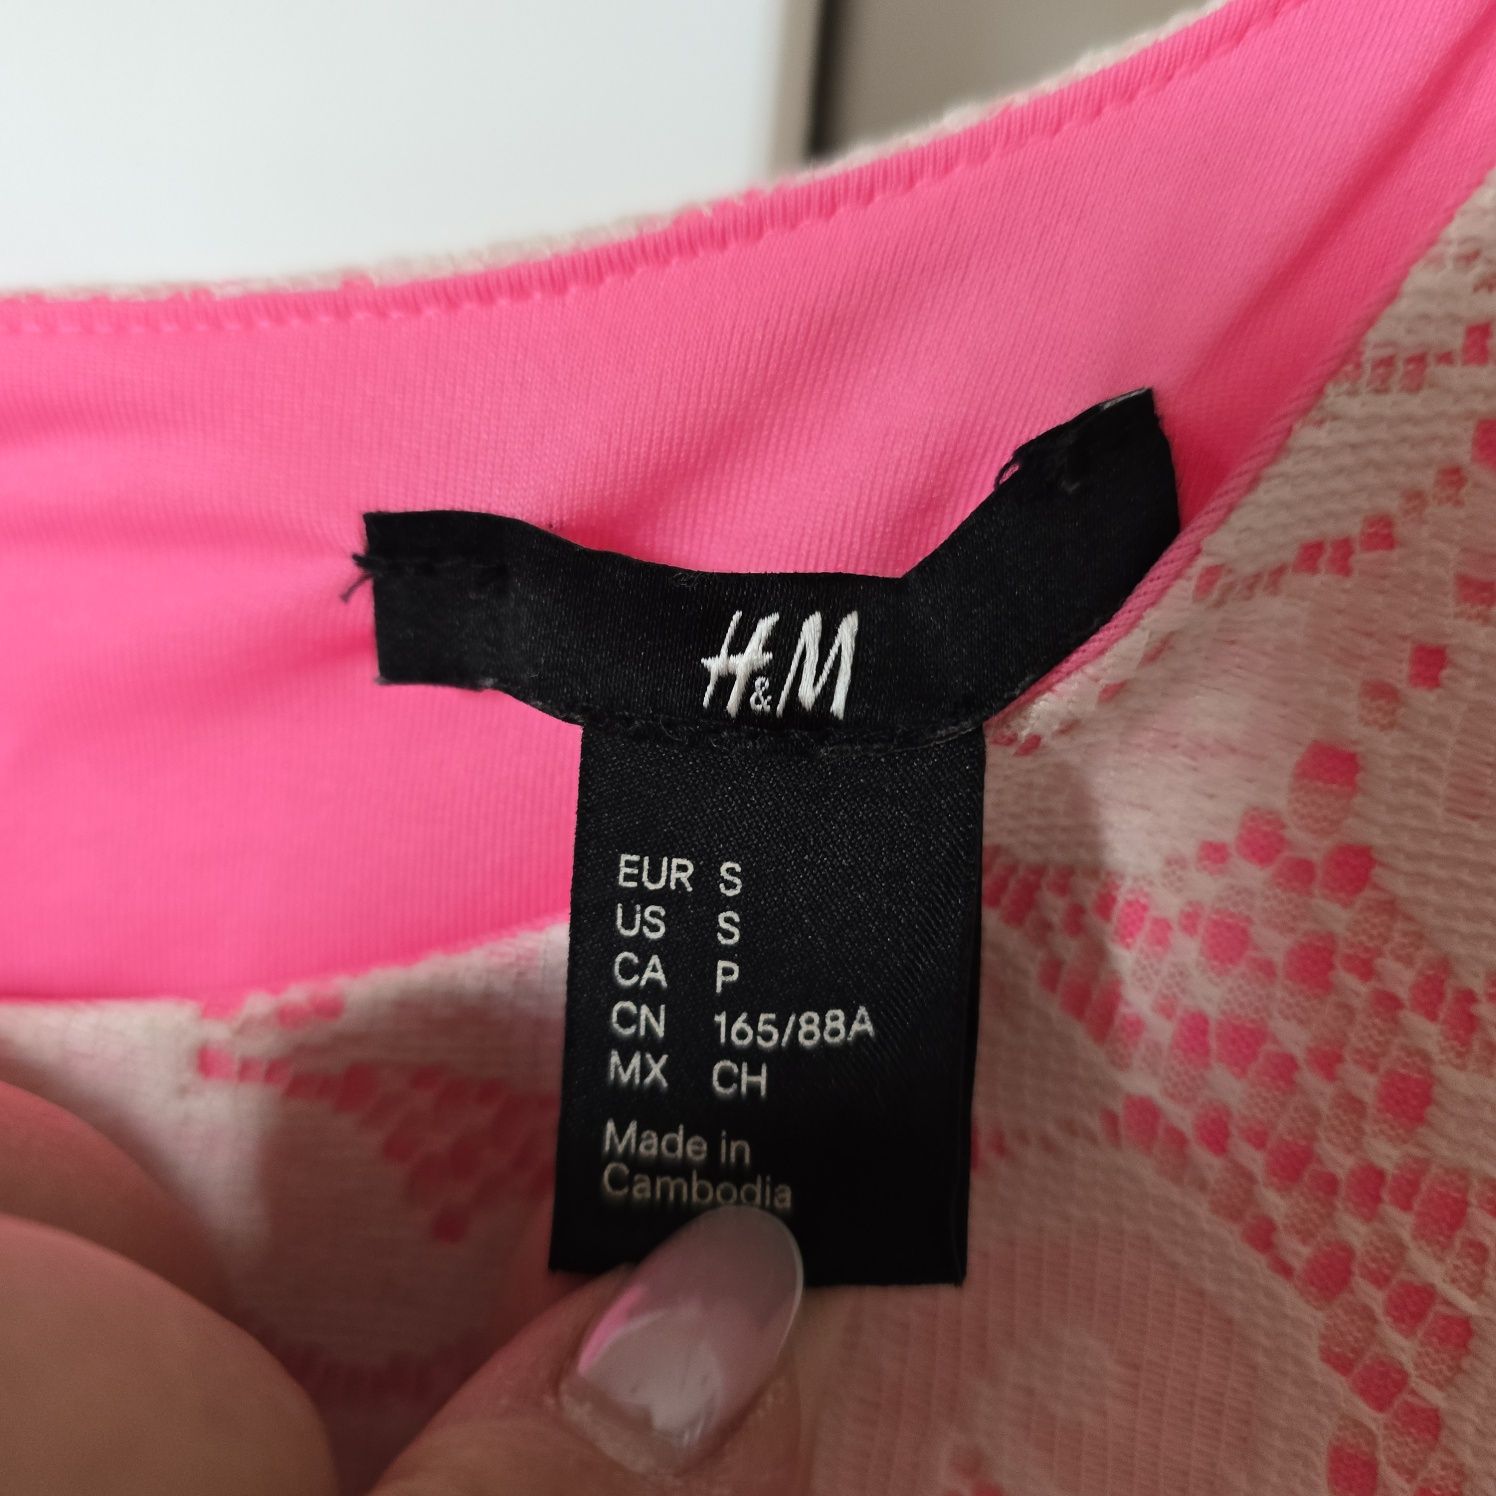 H&M
EUR S
US S
CA P
CN 165/88A
MX CH
Made in
Cambodia